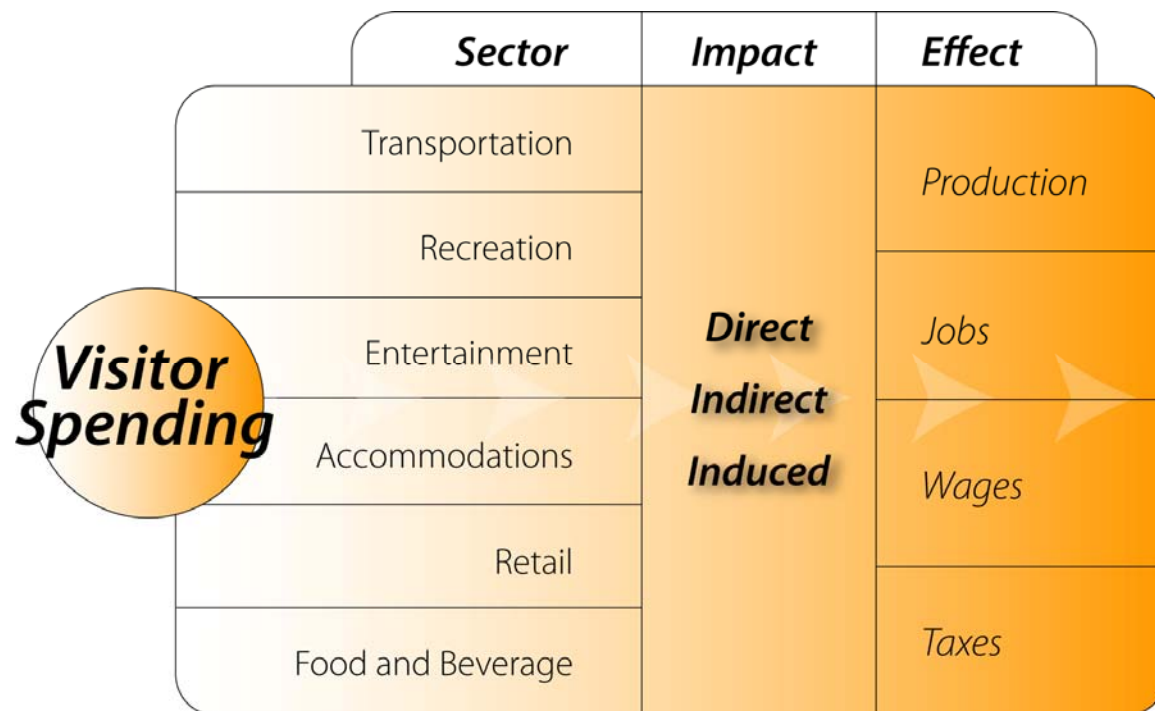 Sector
Impact
Effect
Visitor
Spending
Transportation
Recreation
Entertainment
Accommodations
Retail
Food and Beverage
Direct
Indirect
Induced
Production
Jobs
Wages
Taxes